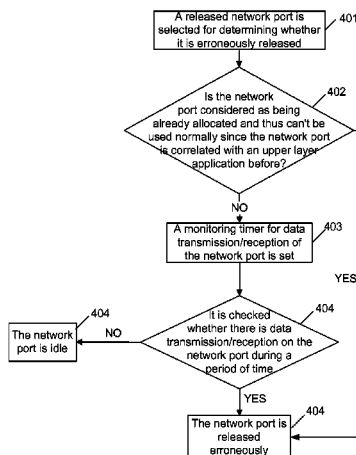 A released network port is
selected for determining whether
it is erroneously released
401
402
Is the network
port considered as being
already allocated and thus can't be
used normally since the network port
is correlated with an upper layer
application before?
NO
A monitoring timer for data
transmission/reception of
the network port is set
403
YES
404
It is checked
whether there is data
transmission/reception on the
network port during a
period of time
NO
404
The network
port is idle
YES
404
The network port is
released
erroneously